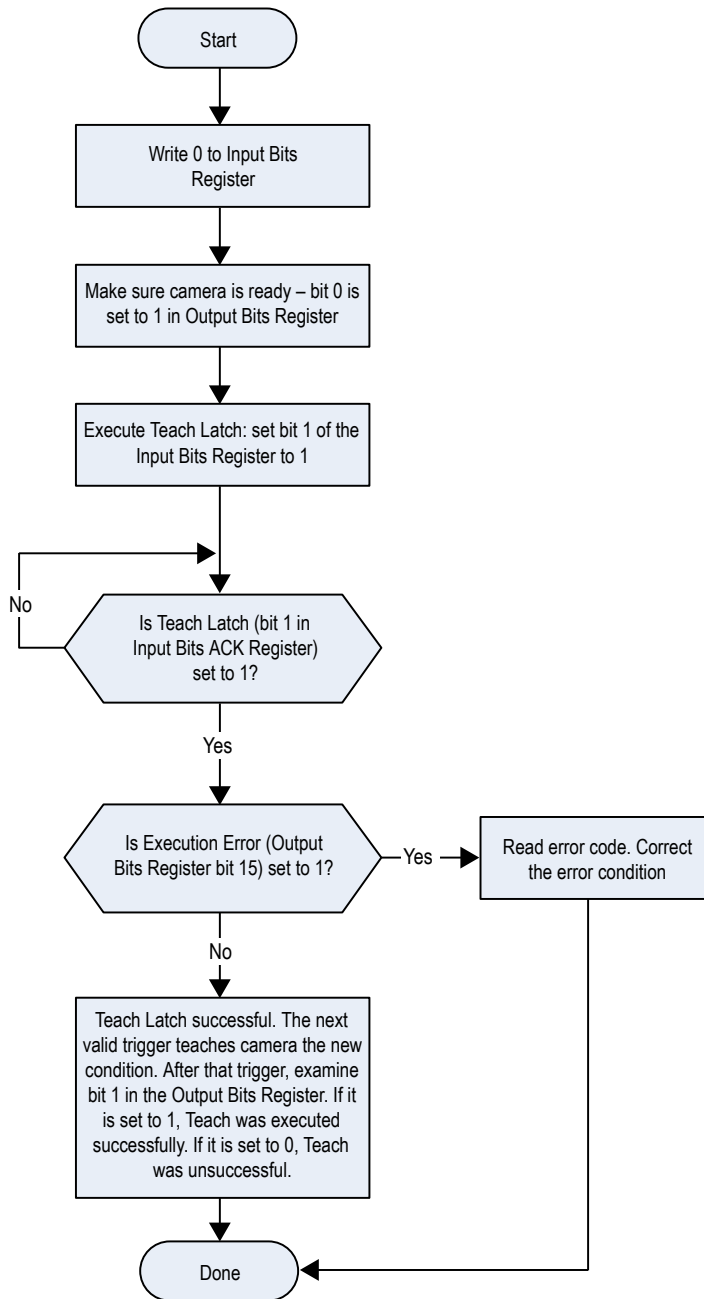 Start
Write 0 to Input Bits
Register
Make sure camera is ready – bit 0 is
set to 1 in Output Bits Register
Execute Teach Latch: set bit 1 of the
Input Bits Register to 1
No
Is Teach Latch (bit 1 in
Input Bits ACK Register)
set to 1?
Yes
Is Execution Error (Output
Bits Register bit 15) set to 1?
Yes
Read error code. Correct
the error condition
No
Teach Latch successful. The next
valid trigger teaches camera the new
condition. After that trigger, examine
bit 1 in the Output Bits Register. If it
is set to 1, Teach was executed
successfully. If it is set to 0, Teach
was unsuccessful.
Done